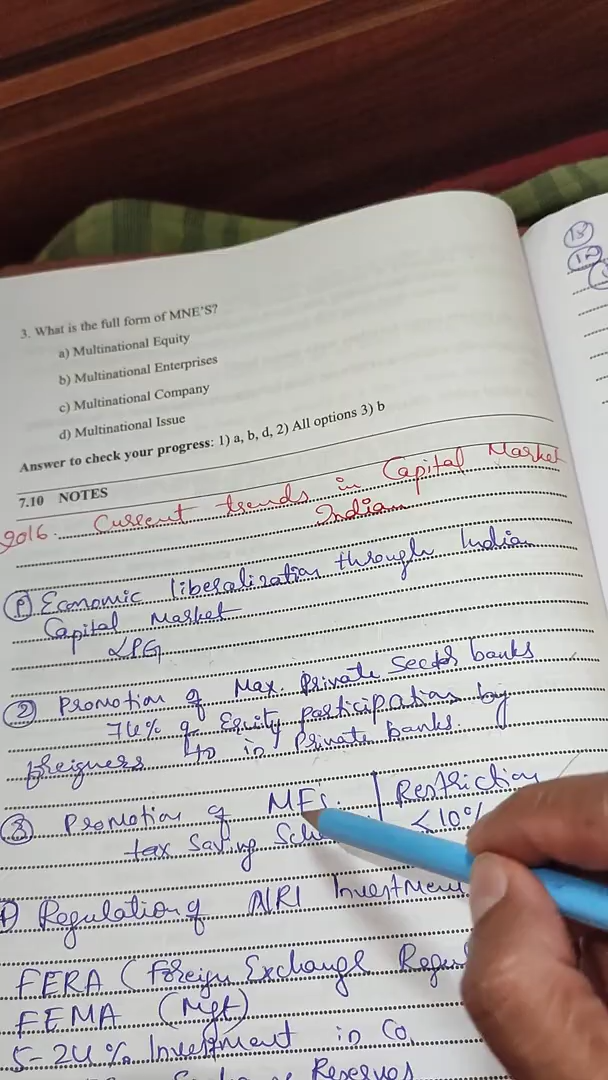 3. What is the full form of MNE'S?
a) Multinational Equity
b) Multinational Enterprises
c) Multinational Company
d) Multinational Issue
Answer to check your progress: 1) a, b, d, 2) All options 3) b
7.10 NOTES
2016. Current trends in Capital Market
Indian
① Economic liberalization through Indian
Capital Market
LPG
② Promotion of Max. Private Sector banks
74% of Equity participation by
foreigners in Private banks.
③ Promotion of MFs. Restriction
tax Saving <10%
Regulation of NRI Investment
FERA (Foreign Exchange
FEMA (Mgt)
5-24% Investment in Co.
Reserves
18